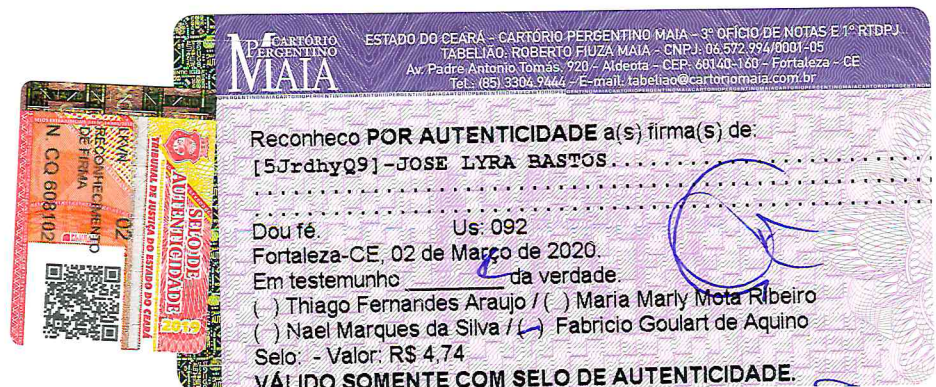 CARTÓRIO
PERGENTINO
MAIA
ESTADO DO CEARÁ - CARTÓRIO PERGENTINO MAIA - 3º OFÍCIO DE NOTAS E 1º RTDPJ
TABELIÃO: ROBERTO FIUZA MAIA - CNPJ: 06.572.994/0001-05
Av. Padre Antonio Tomás, 920 - Aldeota - CEP: 60140-160 - Fortaleza - CE
Tel.: (85) 3304.9444 - E-mail: tabeliao@cartoriomaia.com.br
Reconheco POR AUTENTICIDADE a(s) firma(s) de:
[5JrdhyQ9]-JOSE LYRA BASTOS
Dou fé. Us: 092
Fortaleza-CE, 02 de Março de 2020.
Em testemunho ________ da verdade.
( ) Thiago Fernandes Araujo / ( ) Maria Marly Mota Ribeiro
( ) Nael Marques da Silva / ( ) Fabricio Goulart de Aquino
Selo: - Valor: R$ 4,74
VÁLIDO SOMENTE COM SELO DE AUTENTICIDADE.
SELO DE
AUTENTICIDADE
TRIBUNAL DE JUSTIÇA DO ESTADO DO CEARÁ
2019
02
RECONHECIMENTO
DE FIRMA
N CQ 608102